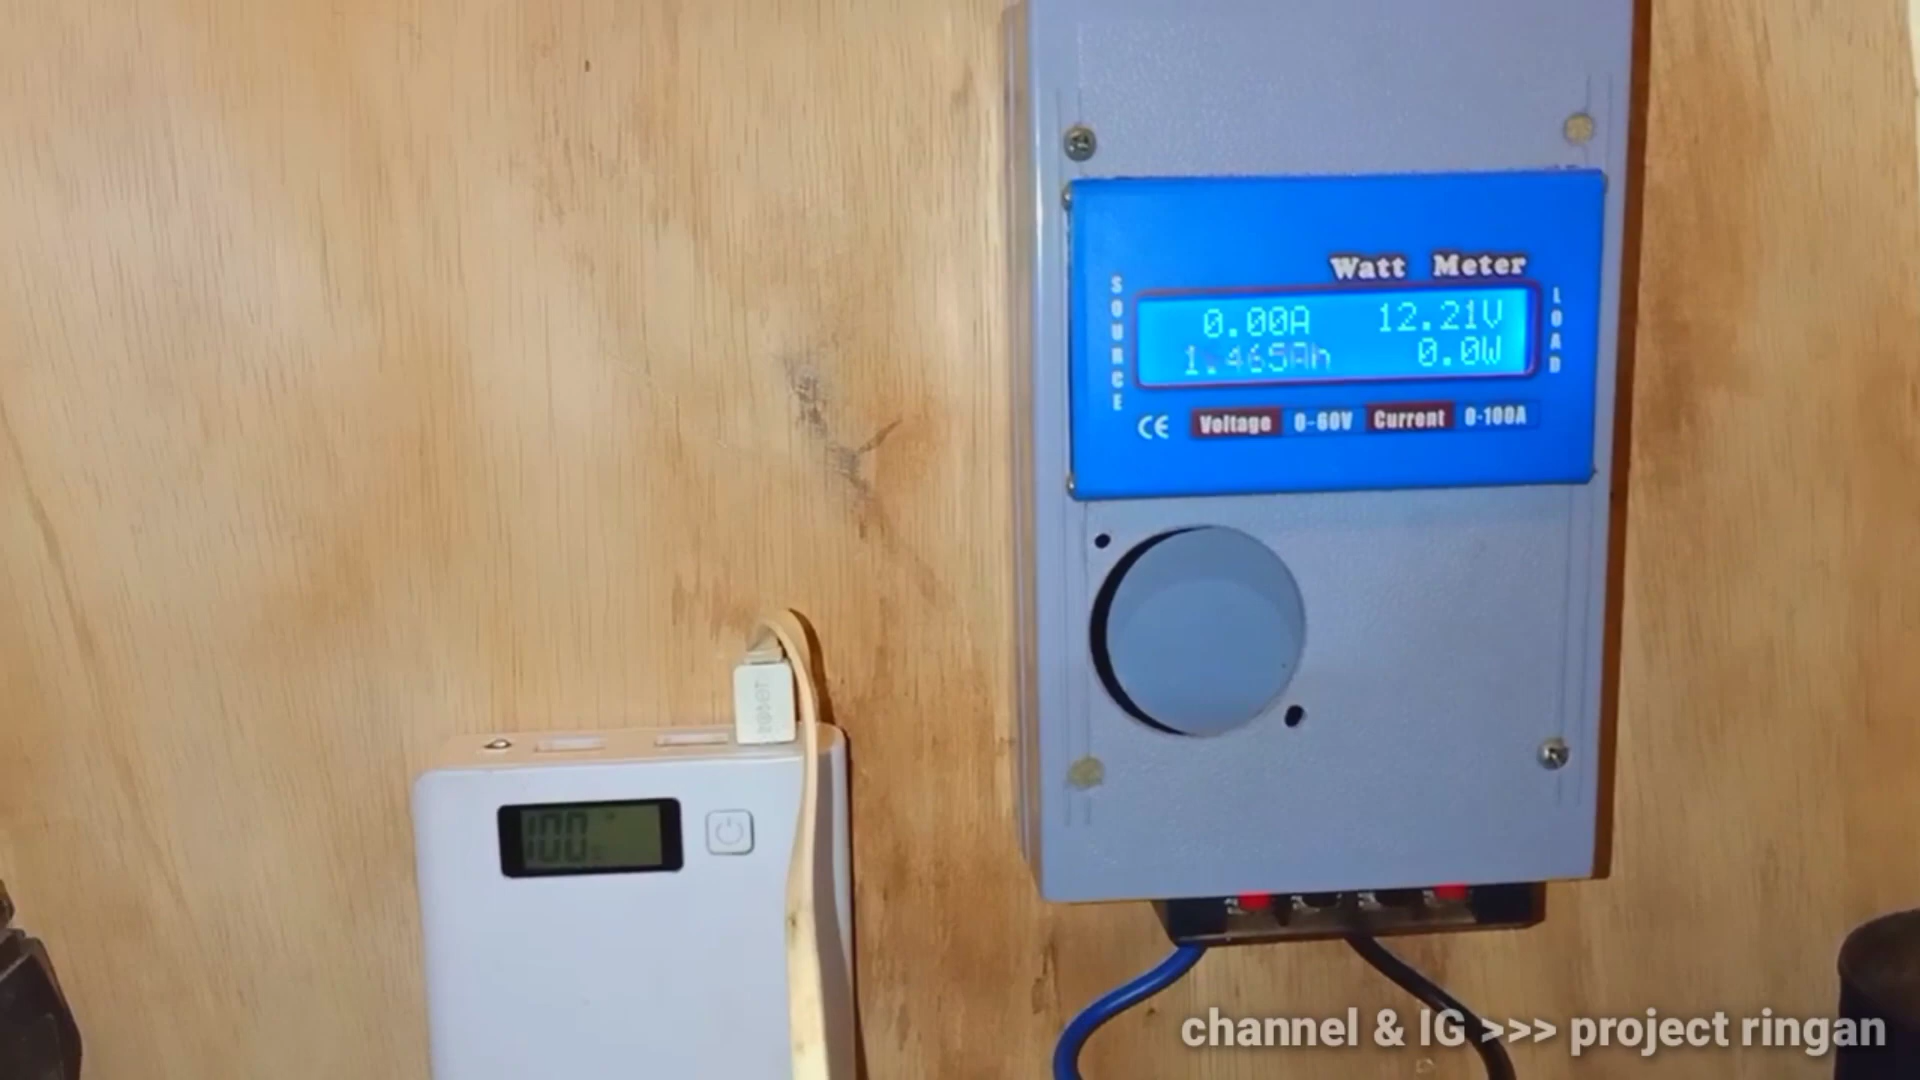 Watt Meter
SOURCE
0.00A 12.21V
1.465Ah 0.0W
LOAD
CE Voltage 0-60V Current 0-100A
100
channel & IG >>> project ringan